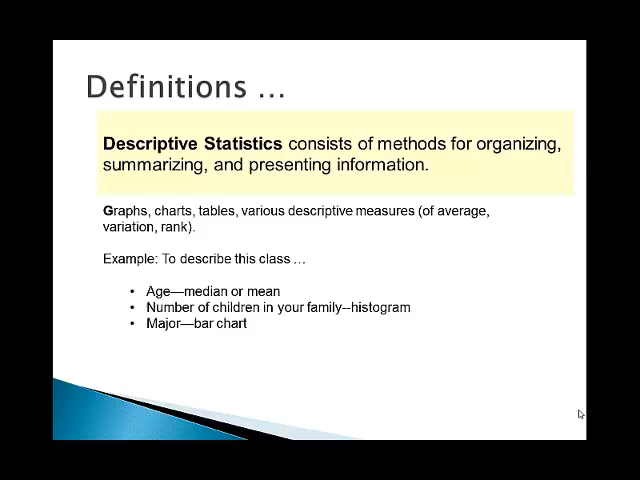 Definitions …
Descriptive Statistics consists of methods for organizing,
summarizing, and presenting information.
Graphs, charts, tables, various descriptive measures (of average,
variation, rank).
Example: To describe this class …
• Age—median or mean
• Number of children in your family--histogram
• Major—bar chart